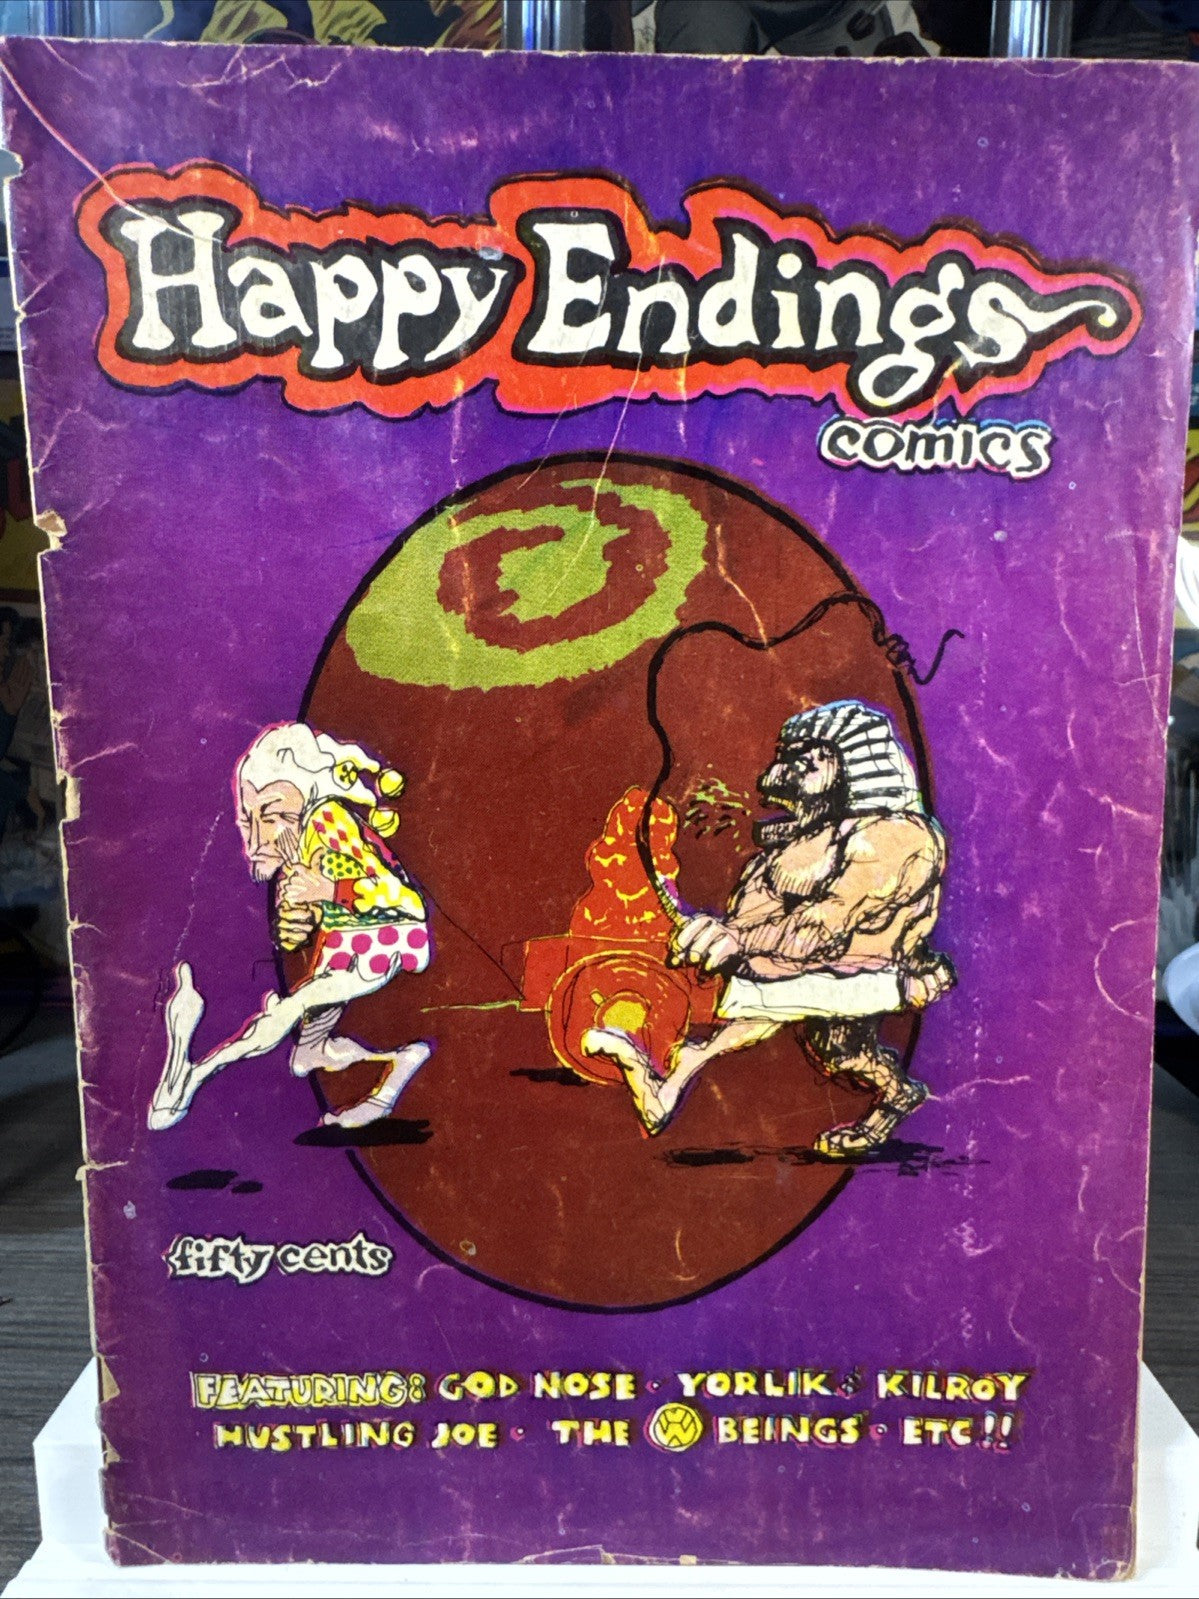 Happy Endings
comics
fifty cents
FEATURING: GOD NOSE • YORLIK & KILROY
HUSTLING JOE • THE VW BEINGS • ETC!!